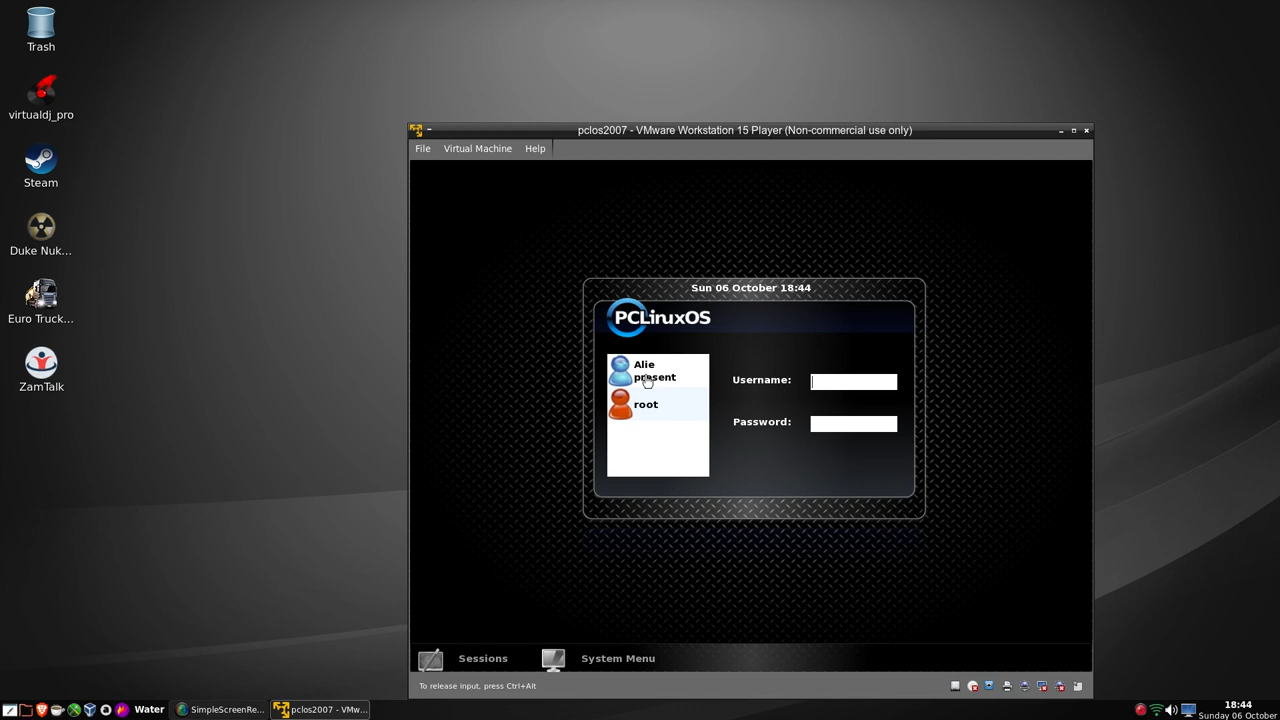 Trash
virtualdj_pro
Steam
Duke Nuk...
Euro Truck...
ZamTalk
pclos2007 - VMware Workstation 15 Player (Non-commercial use only)
File Virtual Machine Help
Sun 06 October 18:44
PCLinuxOS
Alie
present
root
Username:
Password:
Sessions System Menu
To release input, press Ctrl+Alt
Water SimpleScreenRe... pclos2007 - VMw...
18:44
Sunday 06 October